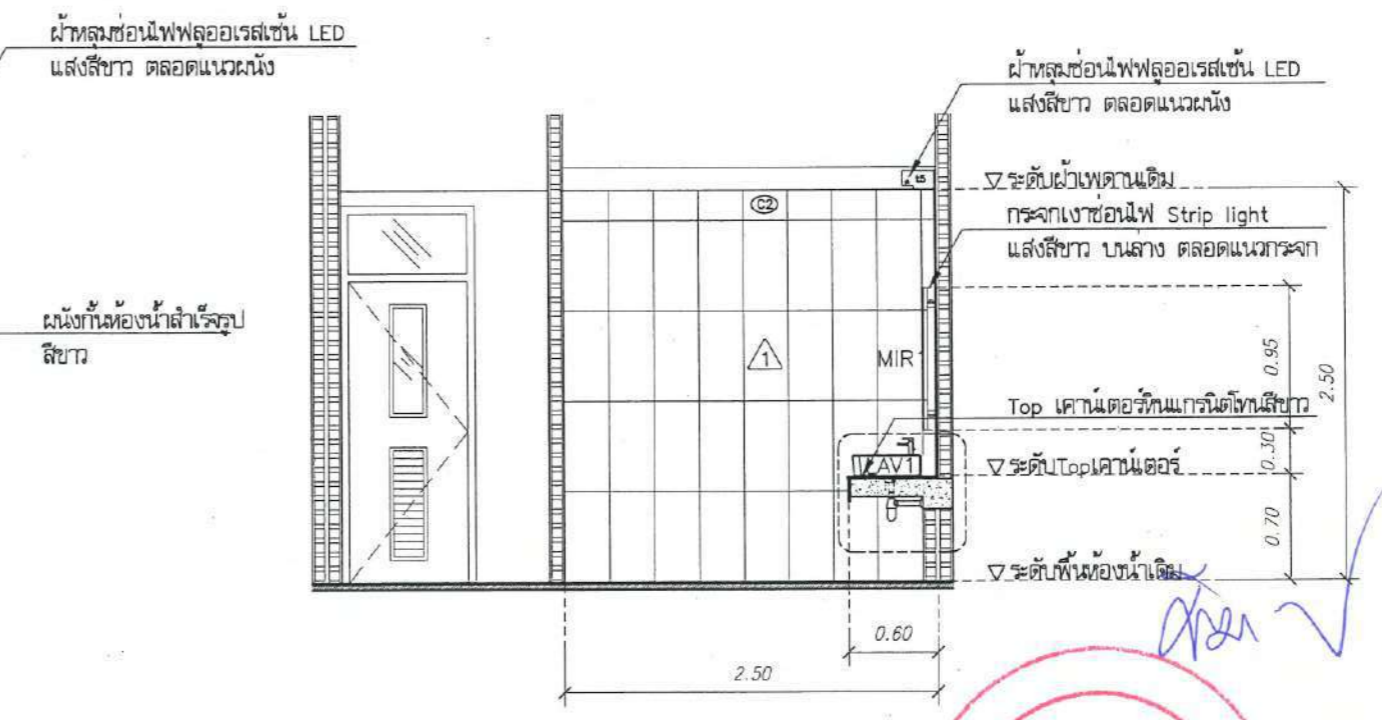 ฝ้าหลุมซ่อนไฟฟลูออเรสเซ้น LED
แสงสีขาว ตลอดแนวผนัง
ฝ้าหลุมซ่อนไฟฟลูออเรสเซ้น LED
แสงสีขาว ตลอดแนวผนัง
ระดับฝ้าเพดานเดิม
C2
กระจกเงาซ่อนไฟ Strip light
แสงสีขาว บนล่าง ตลอดแนวกระจก
ผนังกั้นห้องน้ำสำเร็จรูป
สีขาว
1
MIR1
0.95
2.50
Top เคาน์เตอร์หินแกรนิตโทนสีขาว
0.30
LAV1
ระดับTopเคาน์เตอร์
0.70
ระดับพื้นห้องน้ำเดิม
0.60
2.50